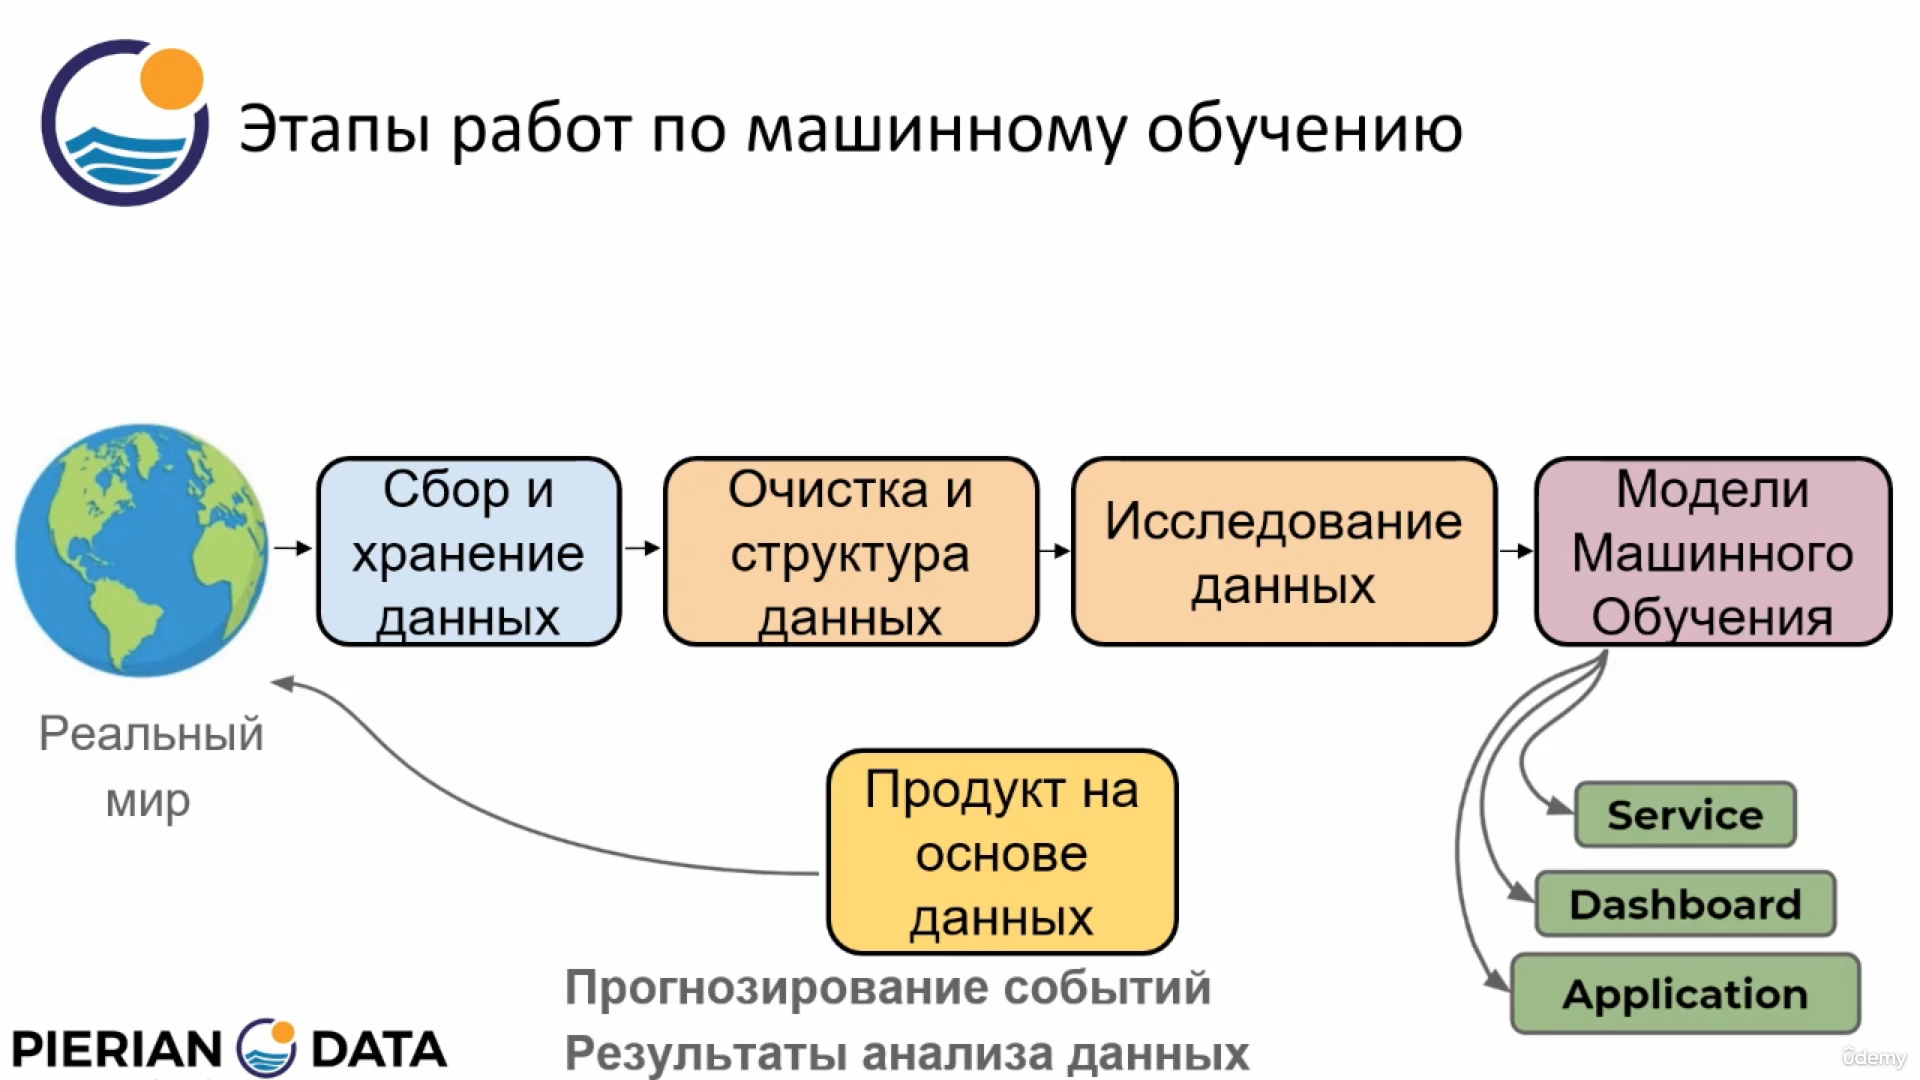 Этапы работ по машинному обучению
Сбор и
хранение
данных
Очистка и
структура
данных
Исследование
данных
Модели
Машинного
Обучения
Реальный
мир
Продукт на
основе
данных
Прогнозирование событий
Результаты анализа данных
Service
Dashboard
Application
PIERIAN DATA
ûdemy